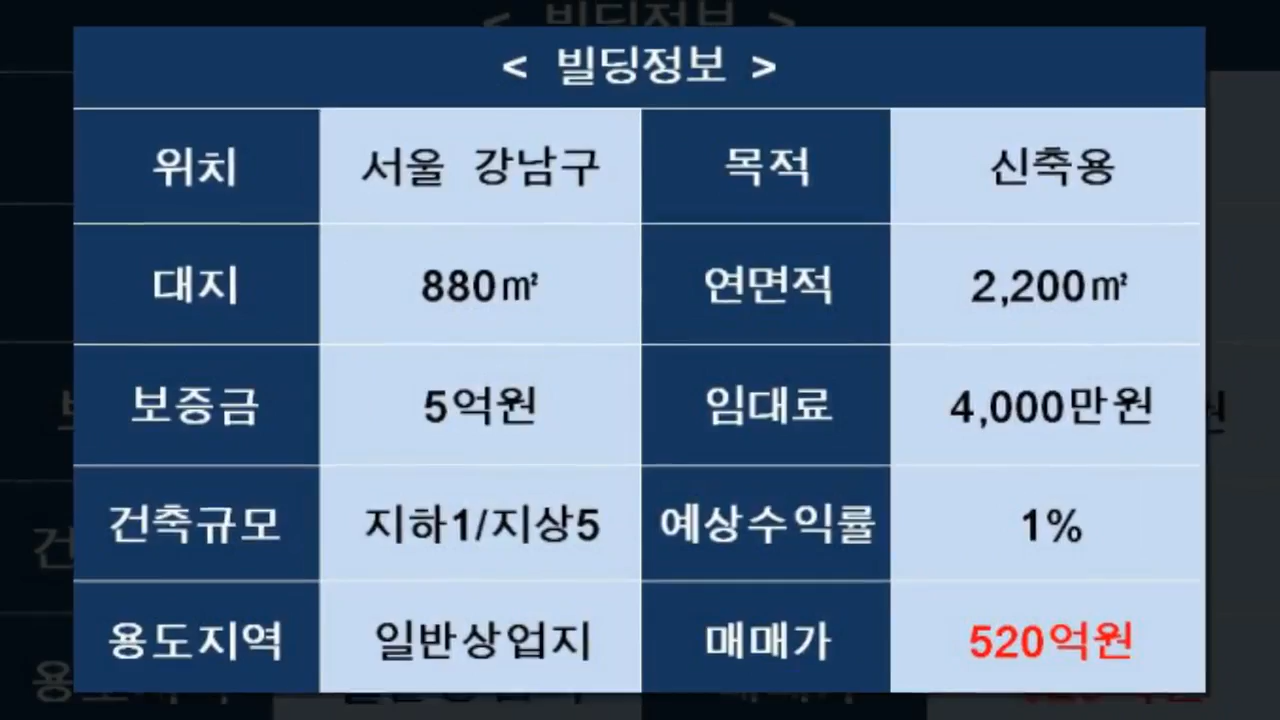 < 빌딩정보 >
위치 서울 강남구 목적 신축용
대지 880㎡ 연면적 2,200㎡
보증금 5억원 임대료 4,000만원
건축규모 지하1/지상5 예상수익률 1%
용도지역 일반상업지 매매가 520억원